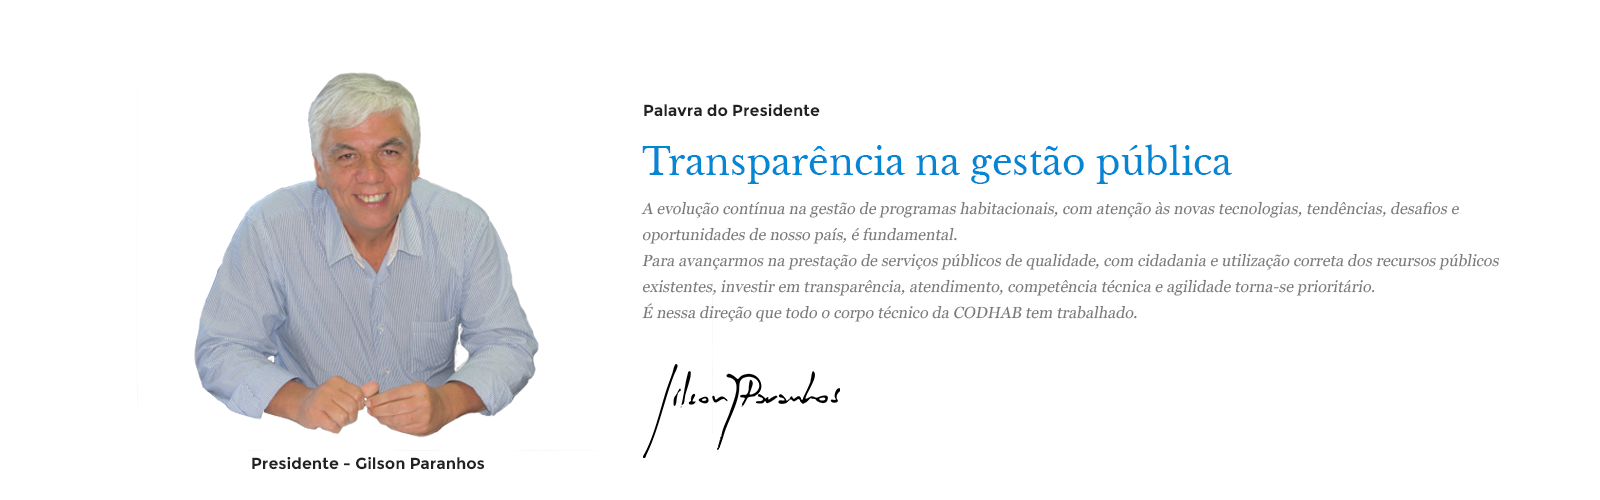 Palavra do Presidente
Transparência na gestão pública
A evolução contínua na gestão de programas habitacionais, com atenção às novas tecnologias, tendências, desafios e
oportunidades de nosso país, é fundamental.
Para avançarmos na prestação de serviços públicos de qualidade, com cidadania e utilização correta dos recursos públicos
existentes, investir em transparência, atendimento, competência técnica e agilidade torna-se prioritário.
É nessa direção que todo o corpo técnico da CODHAB tem trabalhado.
Gilson Paranhos
Presidente - Gilson Paranhos